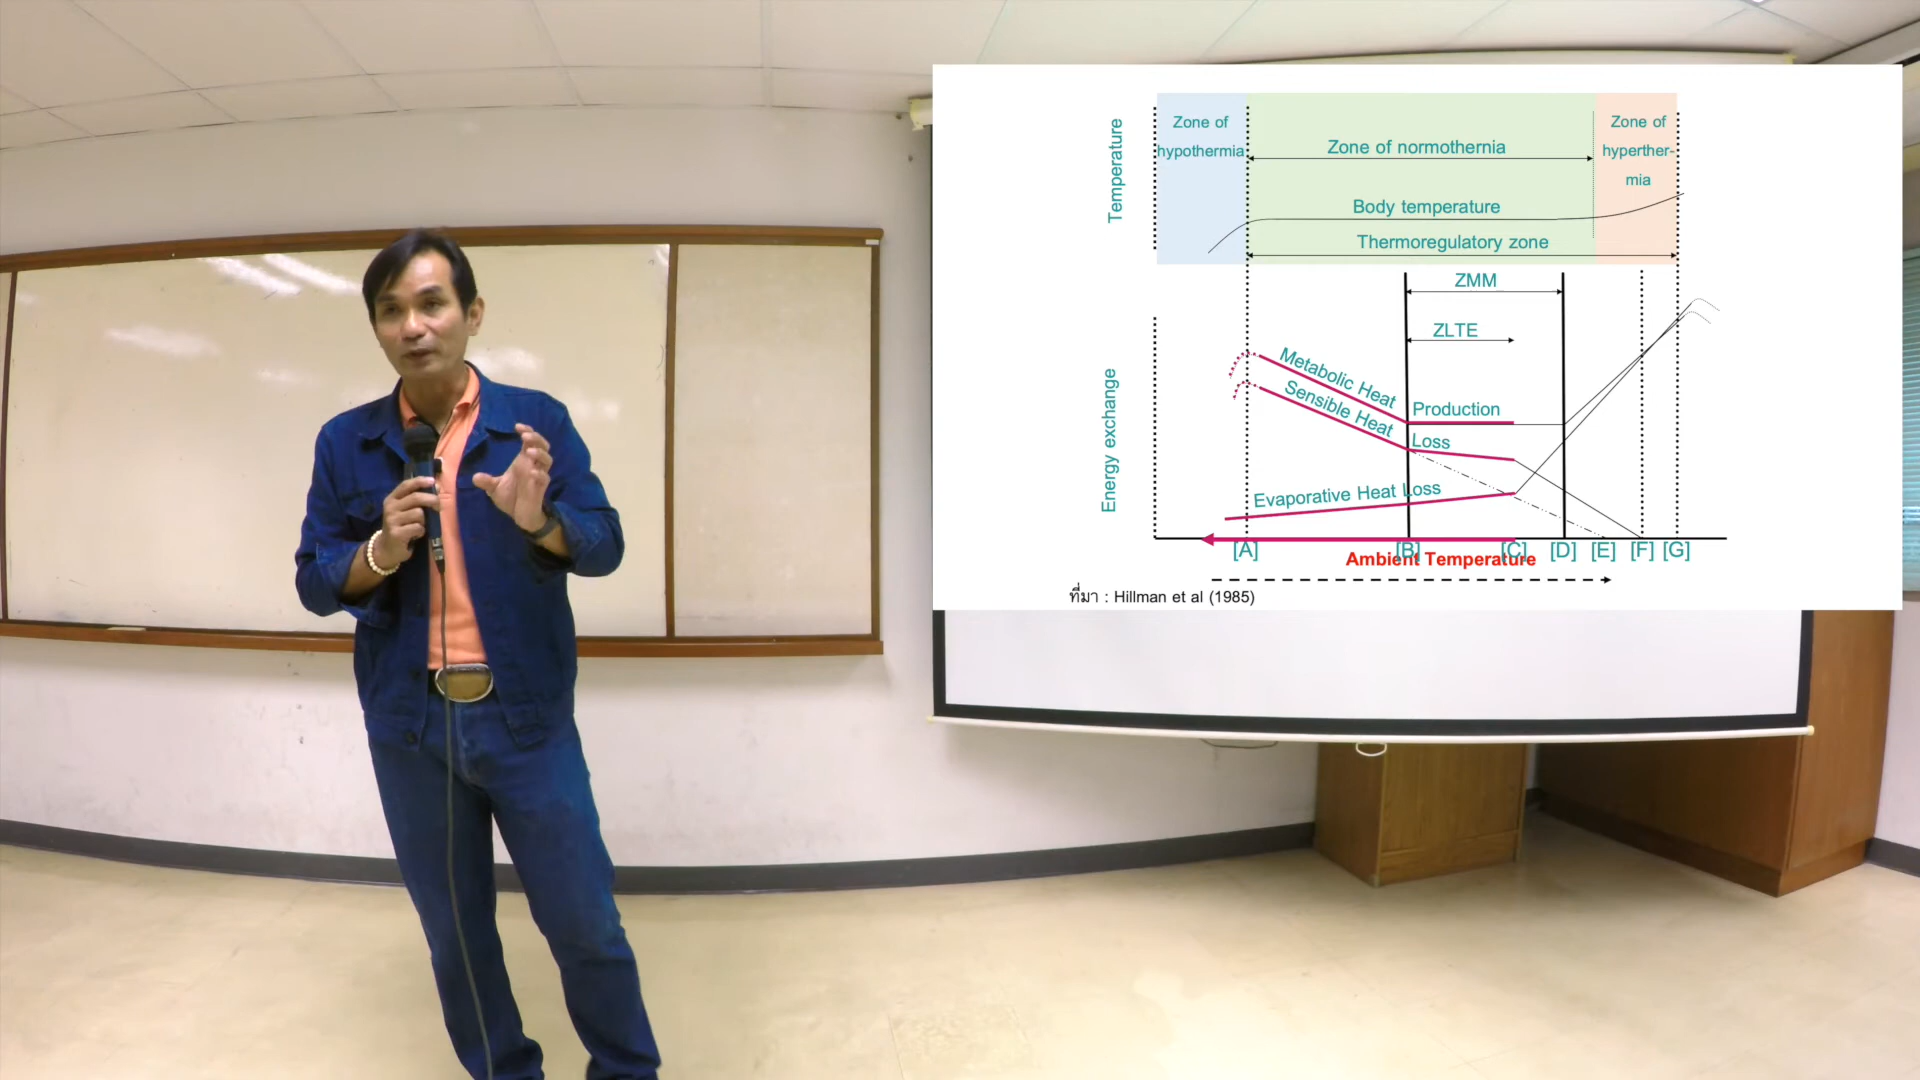 Temperature
Zone of
hypothermia
Zone of normothernia
Zone of
hyperther-
mia
Body temperature
Thermoregulatory zone
ZMM
ZLTE
Energy exchange
Metabolic Heat
Production
Sensible Heat
Loss
Evaporative Heat Loss
[A] [B] [C] [D] [E] [F] [G]
Ambient Temperature
ที่มา : Hillman et al (1985)